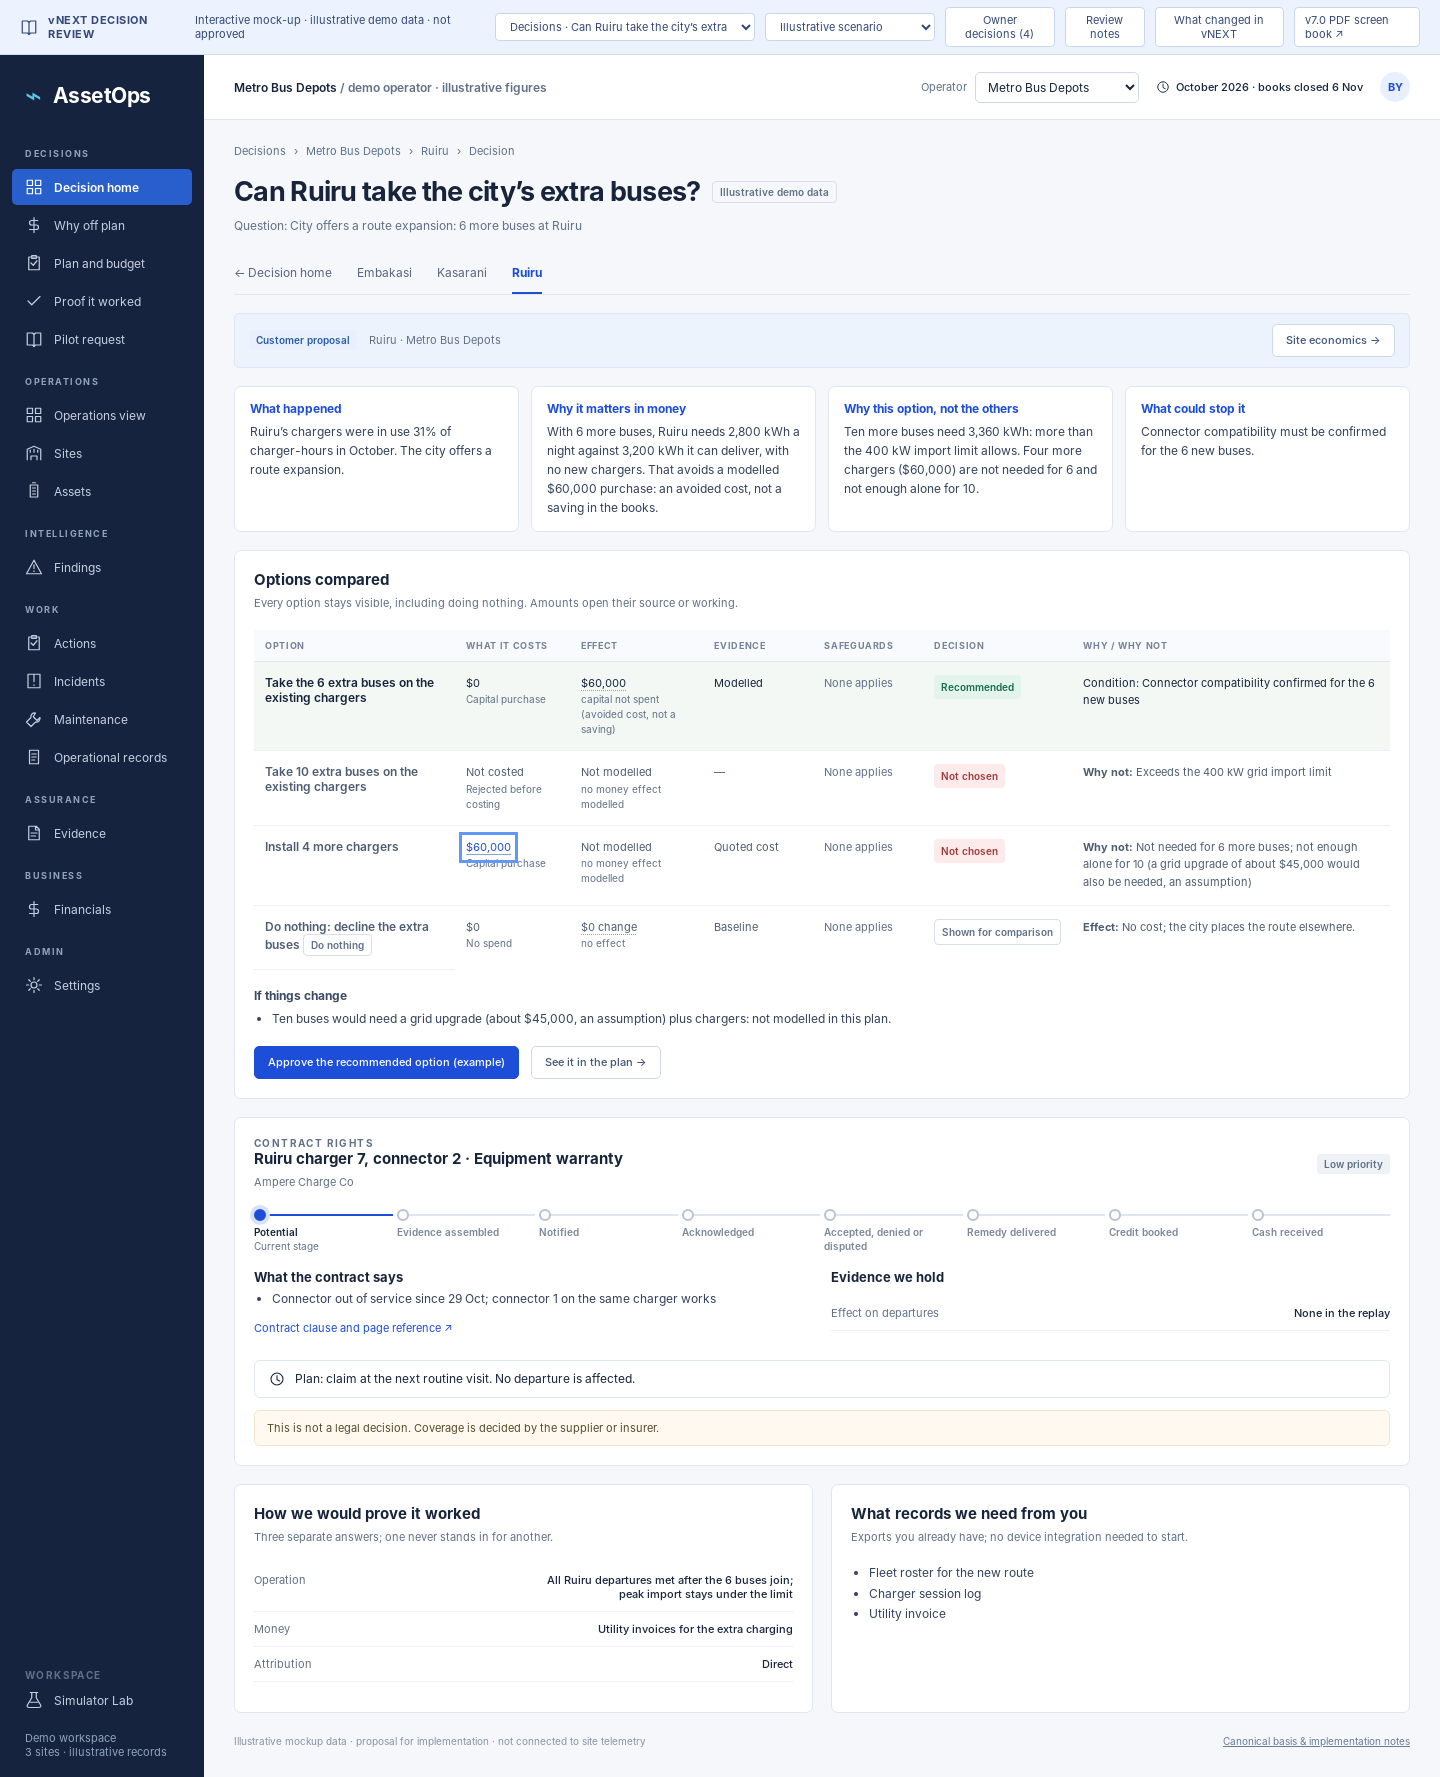 vNEXT DECISION REVIEW
Interactive mock-up · illustrative demo data · not approved
Decisions · Can Ruiru take the city's extra
Illustrative scenario
Owner decisions (4)
Review notes
What changed in vNEXT
v7.0 PDF screen book ↗
AssetOps
DECISIONS
Decision home
Why off plan
Plan and budget
Proof it worked
Pilot request
OPERATIONS
Operations view
Sites
Assets
INTELLIGENCE
Findings
WORK
Actions
Incidents
Maintenance
Operational records
ASSURANCE
Evidence
BUSINESS
Financials
ADMIN
Settings
WORKSPACE
Simulator Lab
Demo workspace
3 sites · illustrative records
Metro Bus Depots / demo operator · illustrative figures
Operator
Metro Bus Depots
October 2026 · books closed 6 Nov
BY
Decisions › Metro Bus Depots › Ruiru › Decision
Can Ruiru take the city’s extra buses?
Illustrative demo data
Question: City offers a route expansion: 6 more buses at Ruiru
← Decision home
Embakasi
Kasarani
Ruiru
Customer proposal
Ruiru · Metro Bus Depots
Site economics →
What happened
Ruiru’s chargers were in use 31% of
charger-hours in October. The city offers a
route expansion.
Why it matters in money
With 6 more buses, Ruiru needs 2,800 kWh a
night against 3,200 kWh it can deliver, with
no new chargers. That avoids a modelled
$60,000 purchase: an avoided cost, not a
saving in the books.
Why this option, not the others
Ten more buses need 3,360 kWh: more than
the 400 kW import limit allows. Four more
chargers ($60,000) are not needed for 6 and
not enough alone for 10.
What could stop it
Connector compatibility must be confirmed
for the 6 new buses.
Options compared
Every option stays visible, including doing nothing. Amounts open their source or working.
OPTION
WHAT IT COSTS
EFFECT
EVIDENCE
SAFEGUARDS
DECISION
WHY / WHY NOT
Take the 6 extra buses on the
existing chargers
$0
Capital purchase
$60,000
capital not spent
(avoided cost, not a
saving)
Modelled
None applies
Recommended
Condition: Connector compatibility confirmed for the 6
new buses
Take 10 extra buses on the
existing chargers
Not costed
Rejected before
costing
Not modelled
no money effect
modelled
—
None applies
Not chosen
Why not: Exceeds the 400 kW grid import limit
Install 4 more chargers
$60,000
Capital purchase
Not modelled
no money effect
modelled
Quoted cost
None applies
Not chosen
Why not: Not needed for 6 more buses; not enough
alone for 10 (a grid upgrade of about $45,000 would
also be needed, an assumption)
Do nothing: decline the extra
buses
Do nothing
$0
No spend
$0 change
no effect
Baseline
None applies
Shown for comparison
Effect: No cost; the city places the route elsewhere.
If things change
• Ten buses would need a grid upgrade (about $45,000, an assumption) plus chargers: not modelled in this plan.
Approve the recommended option (example)
See it in the plan →
CONTRACT RIGHTS
Ruiru charger 7, connector 2 · Equipment warranty
Ampere Charge Co
Low priority
Potential
Current stage
Evidence assembled
Notified
Acknowledged
Accepted, denied or
disputed
Remedy delivered
Credit booked
Cash received
What the contract says
• Connector out of service since 29 Oct; connector 1 on the same charger works
Contract clause and page reference ↗
Evidence we hold
Effect on departures
None in the replay
Plan: claim at the next routine visit. No departure is affected.
This is not a legal decision. Coverage is decided by the supplier or insurer.
How we would prove it worked
Three separate answers; one never stands in for another.
Operation
All Ruiru departures met after the 6 buses join;
peak import stays under the limit
Money
Utility invoices for the extra charging
Attribution
Direct
What records we need from you
Exports you already have; no device integration needed to start.
• Fleet roster for the new route
• Charger session log
• Utility invoice
Illustrative mockup data · proposal for implementation · not connected to site telemetry
Canonical basis & implementation notes